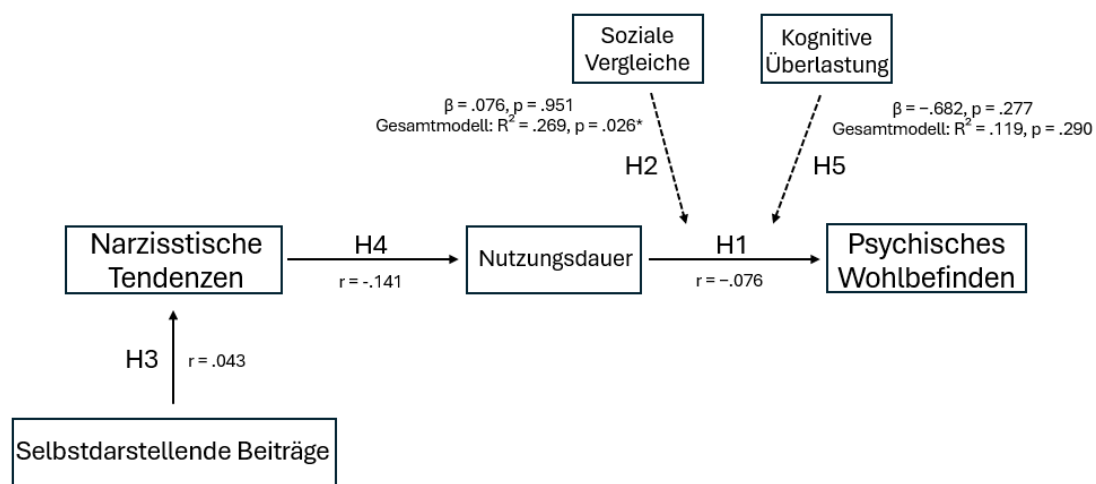 Soziale
Vergleiche
Kognitive
Überlastung
β = .076, p = .951
Gesamtmodell: R² = .269, p = .026*
β = −.682, p = .277
Gesamtmodell: R² = .119, p = .290
H2
H5
Narzisstische
Tendenzen
H4
r = -.141
Nutzungsdauer
H1
r = −.076
Psychisches
Wohlbefinden
H3
r = .043
Selbstdarstellende Beiträge